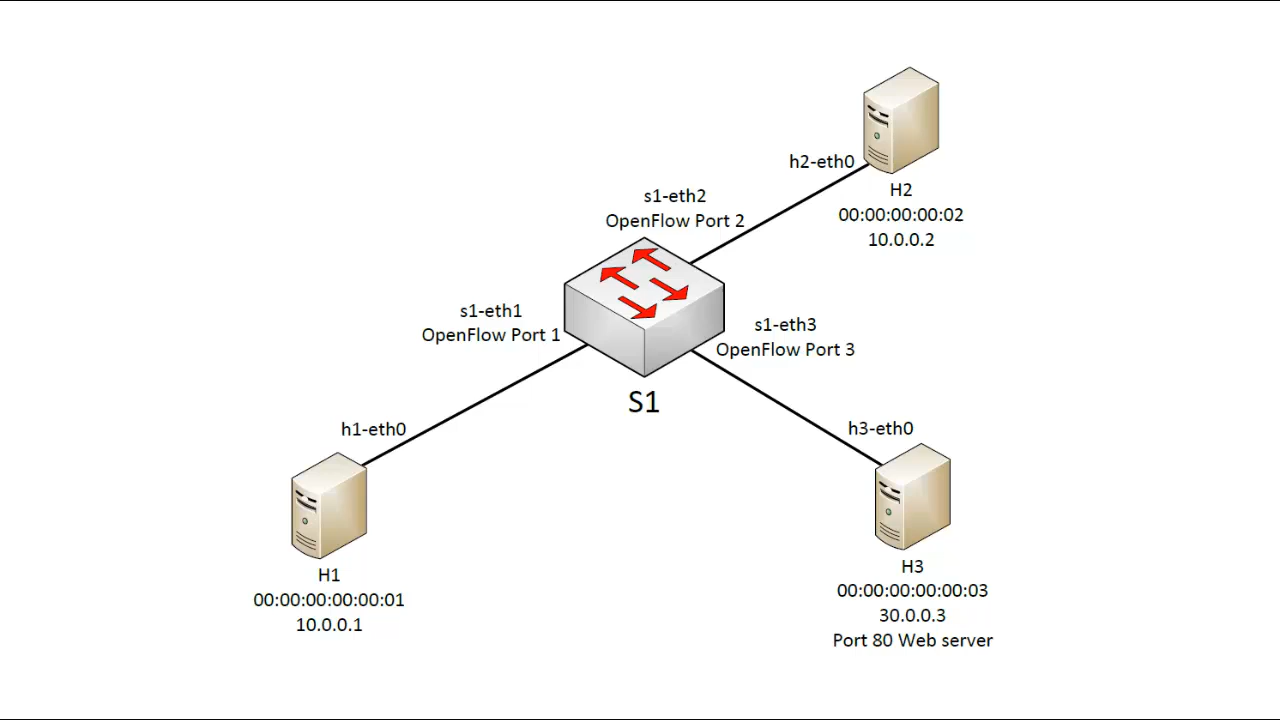 h2-eth0
H2
00:00:00:00:02
10.0.0.2
s1-eth2
OpenFlow Port 2
s1-eth1
OpenFlow Port 1
s1-eth3
OpenFlow Port 3
S1
h1-eth0
H1
00:00:00:00:00:01
10.0.0.1
h3-eth0
H3
00:00:00:00:00:03
30.0.0.3
Port 80 Web server